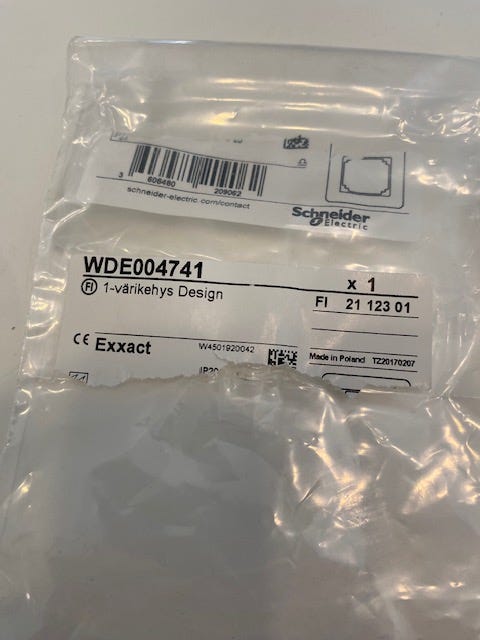 3 606480 209062
schneider-electric.com/contact
Schneider Electric
WDE004741
x 1
FI 1-värikehys Design
FI 21 123 01
CE Exxact
W4501920042
Made in Poland TZ20170207
IP20